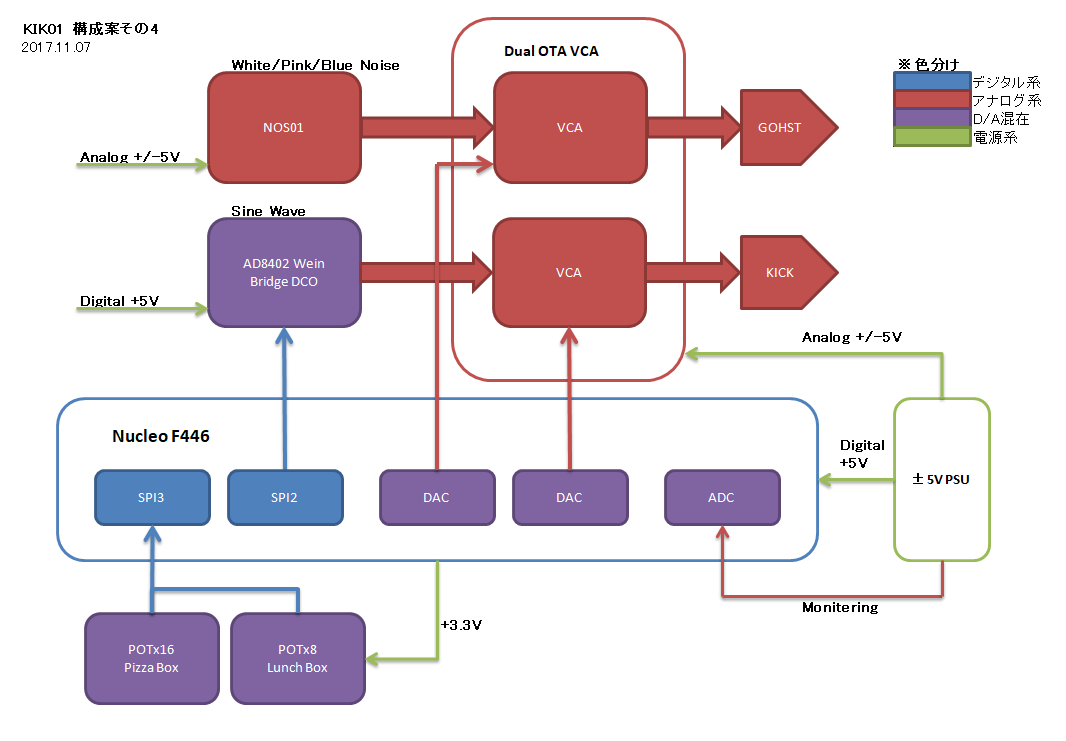 KIK01 構成案その4
2017.11.07
White/Pink/Blue Noise
NOS01
Analog +/-5V
Dual OTA VCA
VCA
GOHST
※色分け
デジタル系
アナログ系
D/A混在
電源系
Sine Wave
AD8402 Wein
Bridge DCO
Digital +5V
VCA
KICK
Analog +/-5V
Nucleo F446
SPI3
SPI2
DAC
DAC
ADC
Digital
+5V
±5V PSU
Monitering
+3.3V
POTx16
Pizza Box
POTx8
Lunch Box